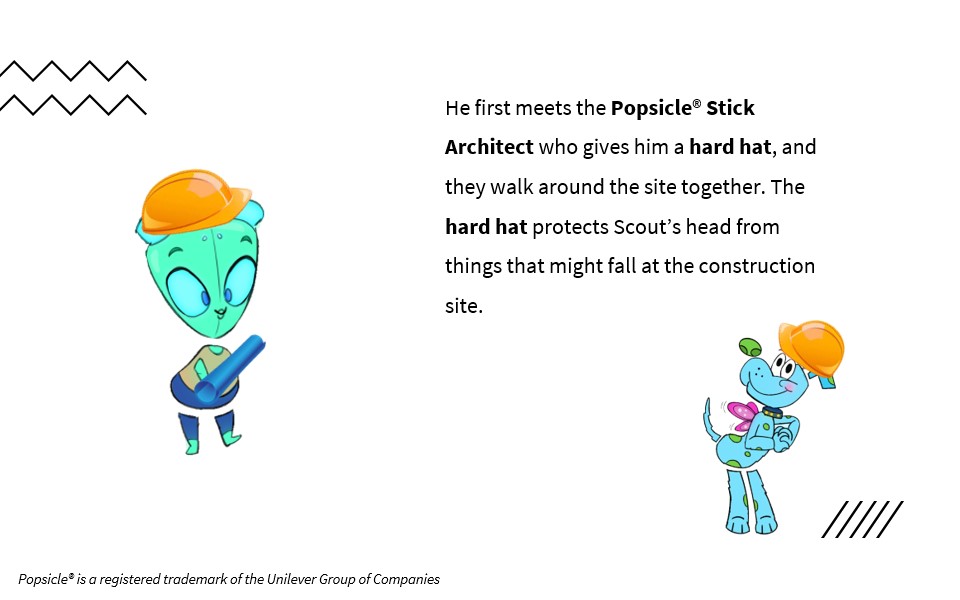 He first meets the Popsicle® Stick
Architect who gives him a hard hat, and
they walk around the site together. The
hard hat protects Scout’s head from
things that might fall at the construction
site.
Popsicle® is a registered trademark of the Unilever Group of Companies